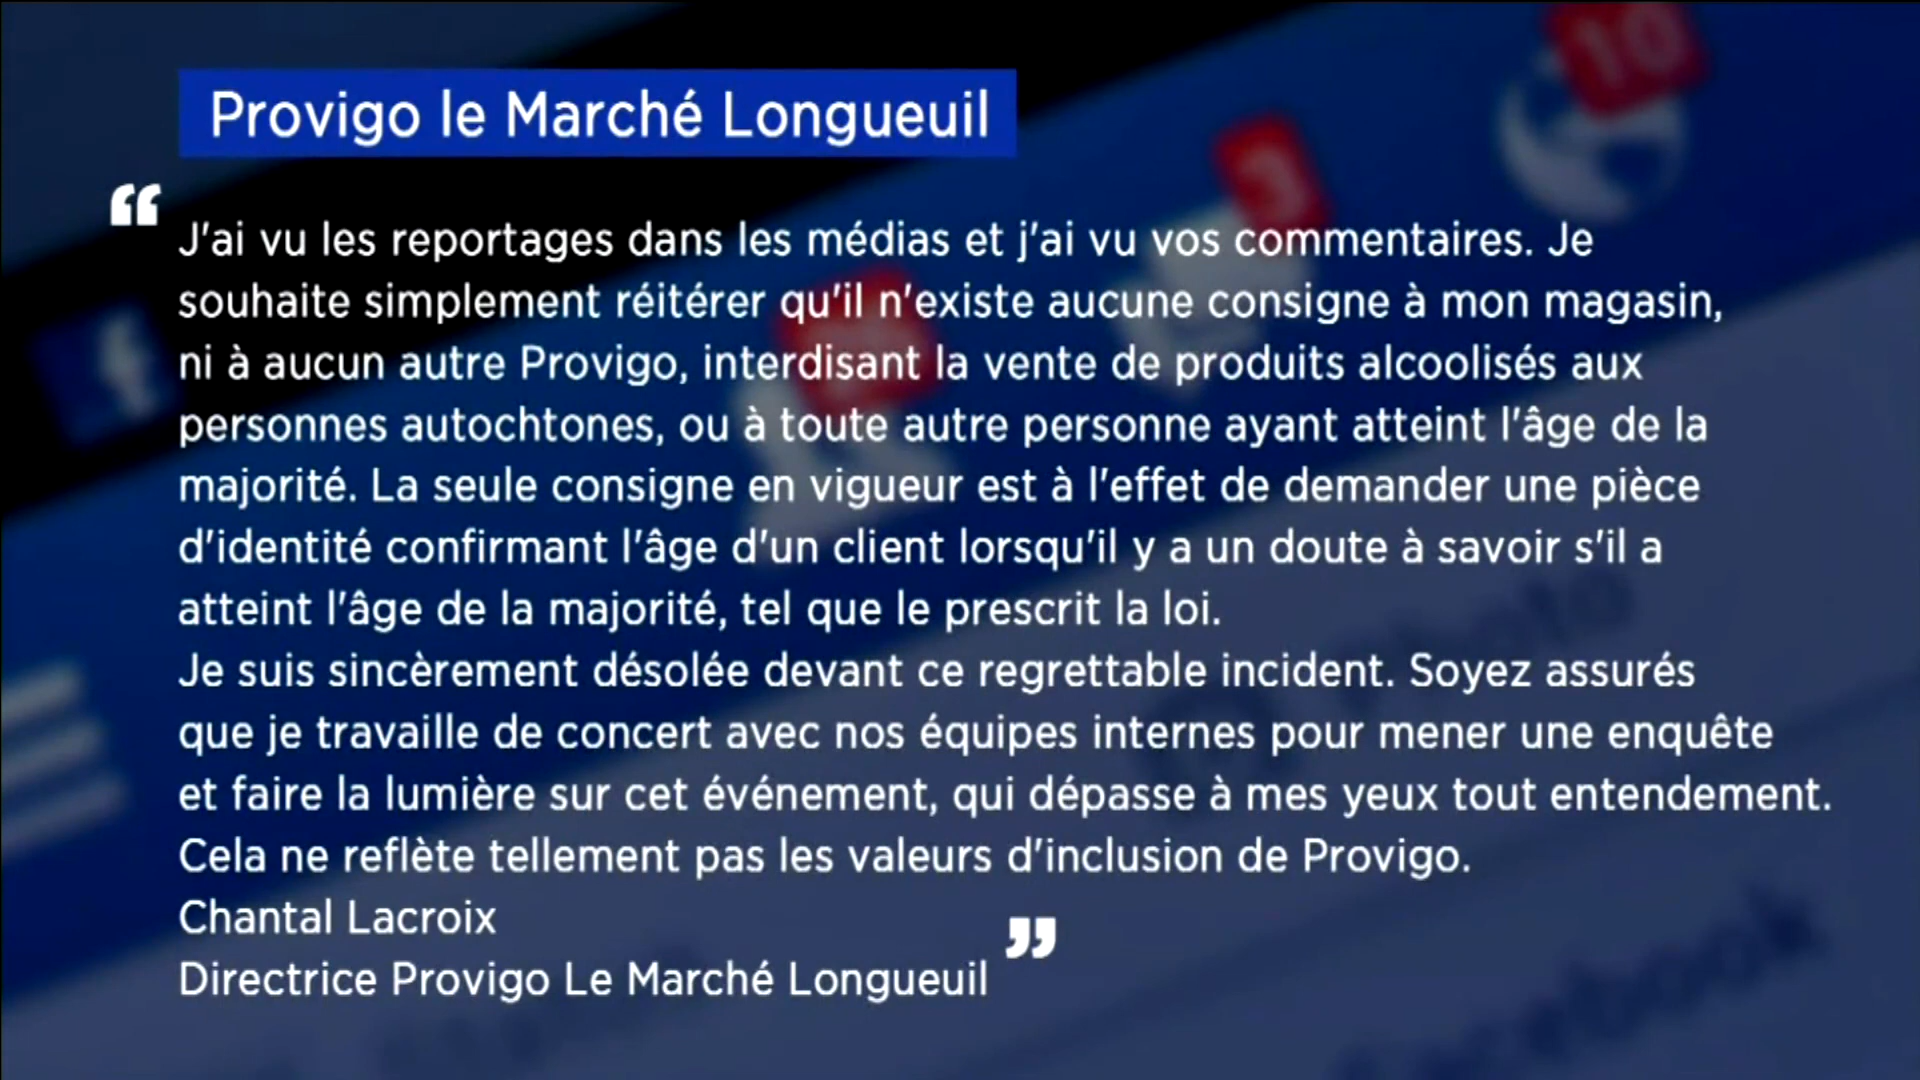 Provigo le Marché Longueuil
“
J'ai vu les reportages dans les médias et j'ai vu vos commentaires. Je
souhaite simplement réitérer qu'il n'existe aucune consigne à mon magasin,
ni à aucun autre Provigo, interdisant la vente de produits alcoolisés aux
personnes autochtones, ou à toute autre personne ayant atteint l'âge de la
majorité. La seule consigne en vigueur est à l'effet de demander une pièce
d'identité confirmant l'âge d'un client lorsqu'il y a un doute à savoir s'il a
atteint l'âge de la majorité, tel que le prescrit la loi.
Je suis sincèrement désolée devant ce regrettable incident. Soyez assurés
que je travaille de concert avec nos équipes internes pour mener une enquête
et faire la lumière sur cet événement, qui dépasse à mes yeux tout entendement.
Cela ne reflète tellement pas les valeurs d'inclusion de Provigo.
Chantal Lacroix
Directrice Provigo Le Marché Longueuil ”
10
3
f
Photo
facebook